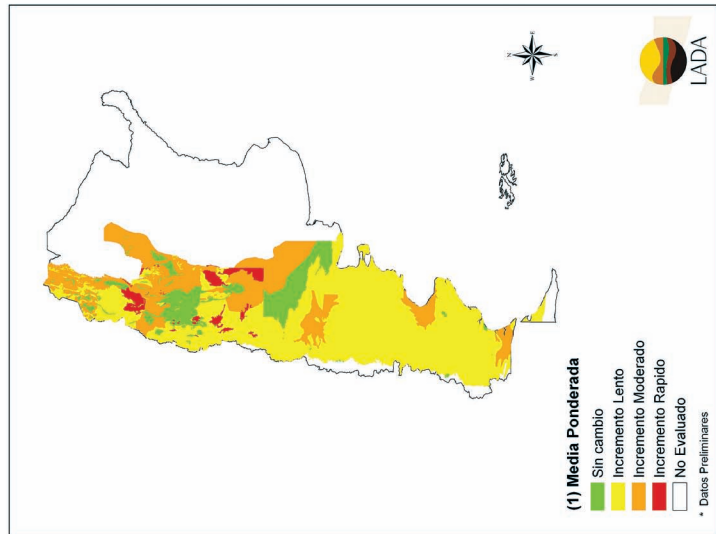 N
W E
S
LADA
(1) Media Ponderada
Sin cambio
Incremento Lento
Incremento Moderado
Incremento Rapido
No Evaluado
* Datos Preliminares